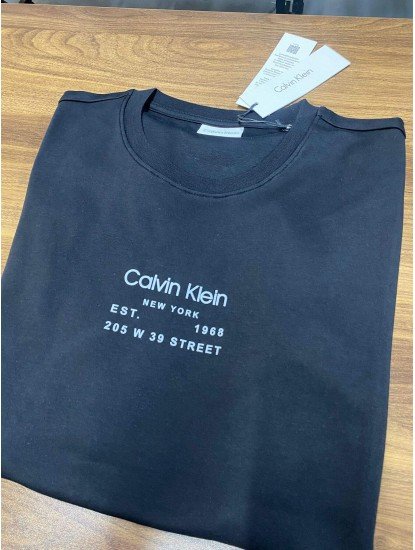 Calvin Klein
Calvin Klein
NEW YORK
EST. 1968
205 W 39 STREET